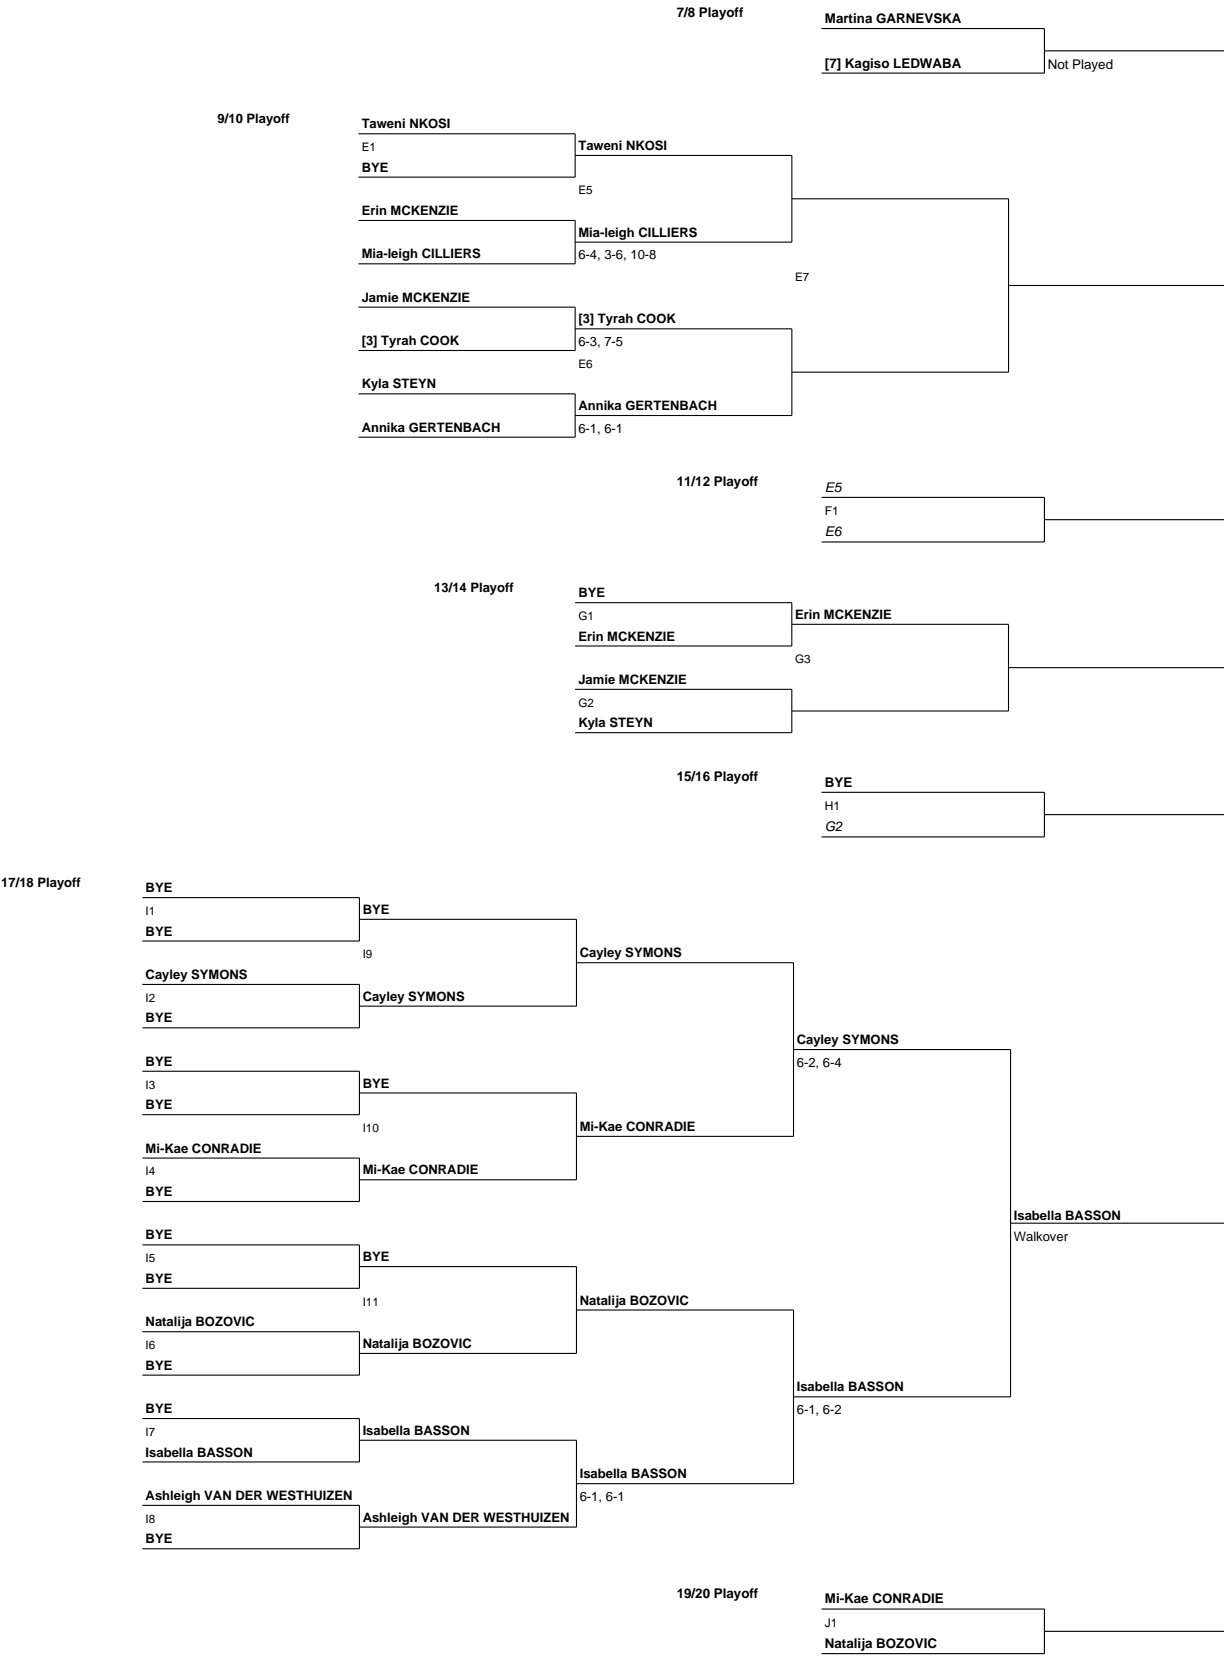 7/8 Playoff
Martina GARNEVSKA
[7] Kagiso LEDWABA
Not Played
9/10 Playoff
Taweni NKOSI
E1
BYE
Taweni NKOSI
E5
Erin MCKENZIE
Mia-leigh CILLIERS
Mia-leigh CILLIERS
6-4, 3-6, 10-8
E7
Jamie MCKENZIE
[3] Tyrah COOK
[3] Tyrah COOK
6-3, 7-5
E6
Kyla STEYN
Annika GERTENBACH
Annika GERTENBACH
6-1, 6-1
11/12 Playoff
E5
F1
E6
13/14 Playoff
BYE
G1
Erin MCKENZIE
Erin MCKENZIE
G3
Jamie MCKENZIE
G2
Kyla STEYN
15/16 Playoff
BYE
H1
G2
17/18 Playoff
BYE
I1
BYE
BYE
I9
Cayley SYMONS
Cayley SYMONS
I2
BYE
Cayley SYMONS
Cayley SYMONS
6-2, 6-4
BYE
I3
BYE
BYE
I10
Mi-Kae CONRADIE
Mi-Kae CONRADIE
I4
BYE
Mi-Kae CONRADIE
Isabella BASSON
Walkover
BYE
I5
BYE
BYE
I11
Natalija BOZOVIC
Natalija BOZOVIC
I6
BYE
Natalija BOZOVIC
Isabella BASSON
6-1, 6-2
BYE
I7
Isabella BASSON
Isabella BASSON
Isabella BASSON
6-1, 6-1
Ashleigh VAN DER WESTHUIZEN
I8
BYE
Ashleigh VAN DER WESTHUIZEN
19/20 Playoff
Mi-Kae CONRADIE
J1
Natalija BOZOVIC